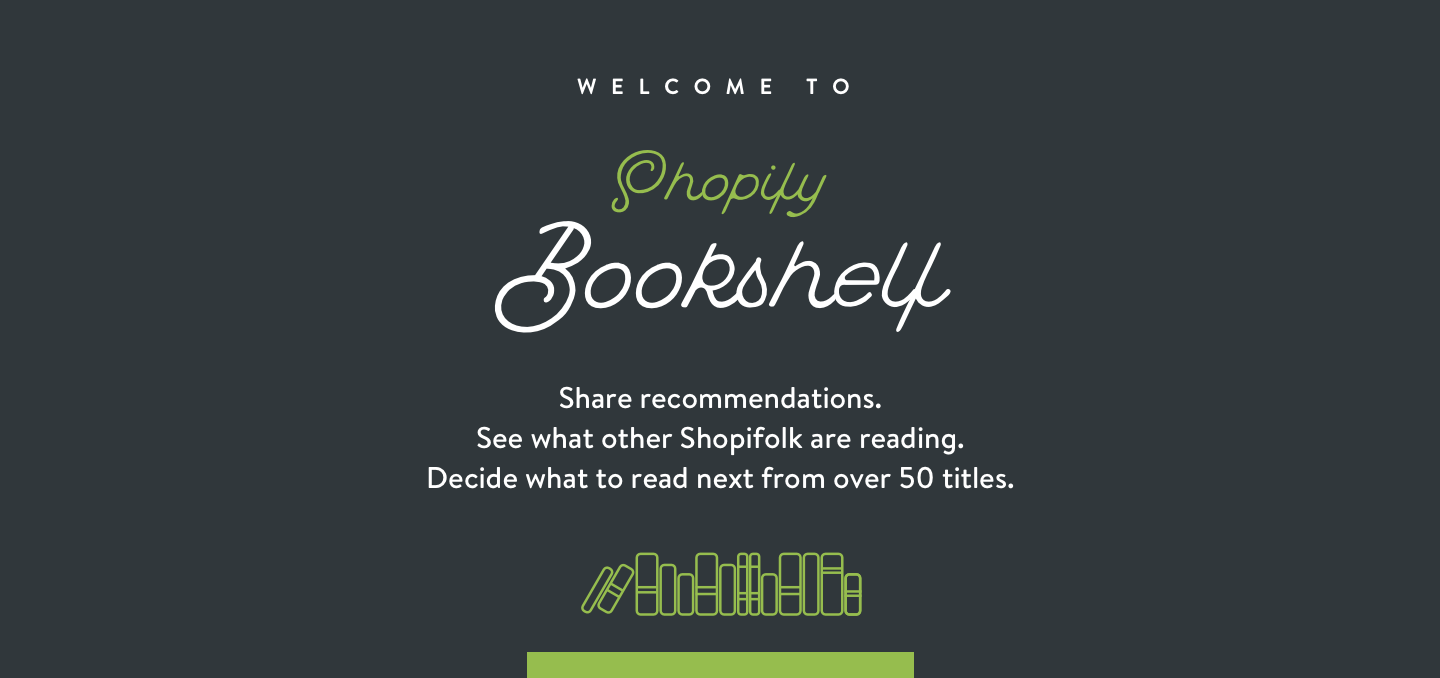 WELCOME TO
Shopify
Bookshelf
Share recommendations.
See what other Shopifolk are reading.
Decide what to read next from over 50 titles.